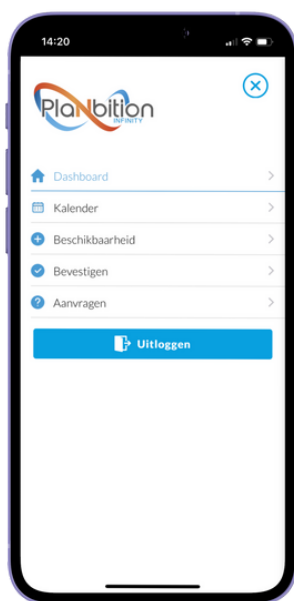 14:20
PlaNbition
INFINITY
Dashboard
Kalender
Beschikbaarheid
Bevestigen
Aanvragen
Uitloggen